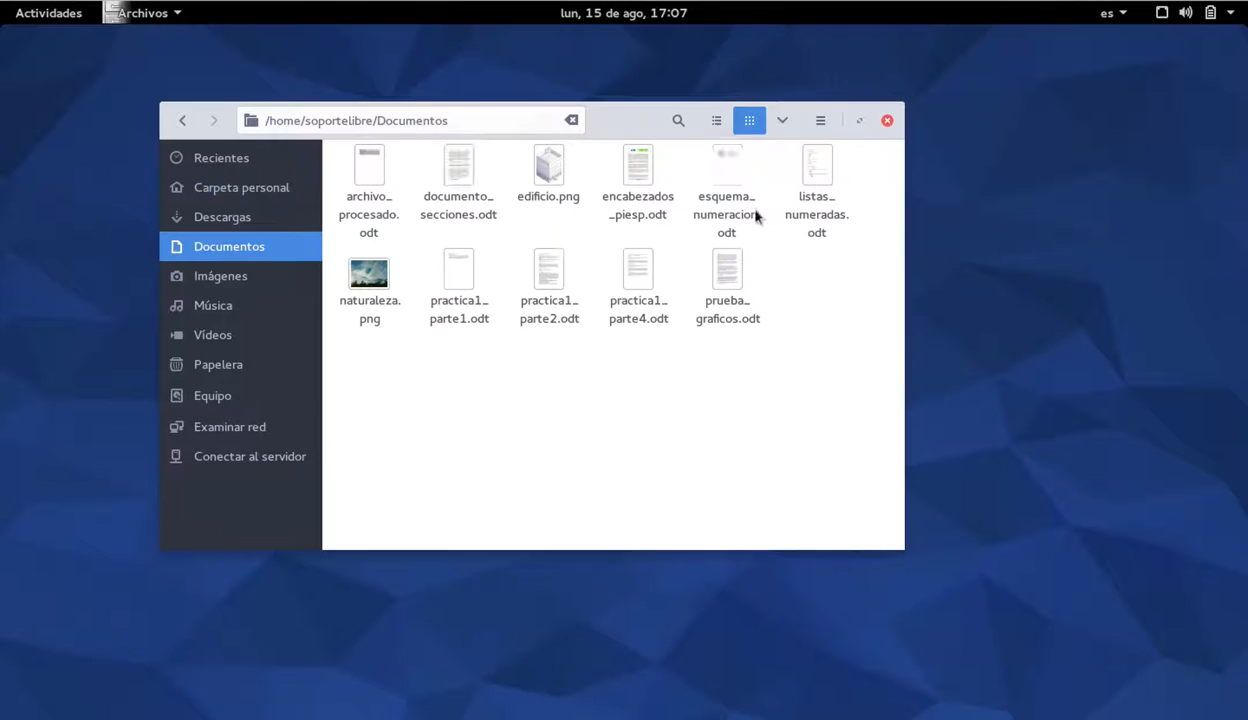 Actividades
Archivos
lun, 15 de ago, 17:07
es
/home/soportelibre/Documentos
Recientes
Carpeta personal
Descargas
Documentos
Imágenes
Música
Vídeos
Papelera
Equipo
Examinar red
Conectar al servidor
archivo_
procesado.
odt
documento_
secciones.odt
edificio.png
encabezados
_piesp.odt
esquema_
numeracion.
odt
listas_
numeradas.
odt
naturaleza.
png
practica1_
parte1.odt
practica1_
parte2.odt
practica1_
parte4.odt
prueba_
graficos.odt